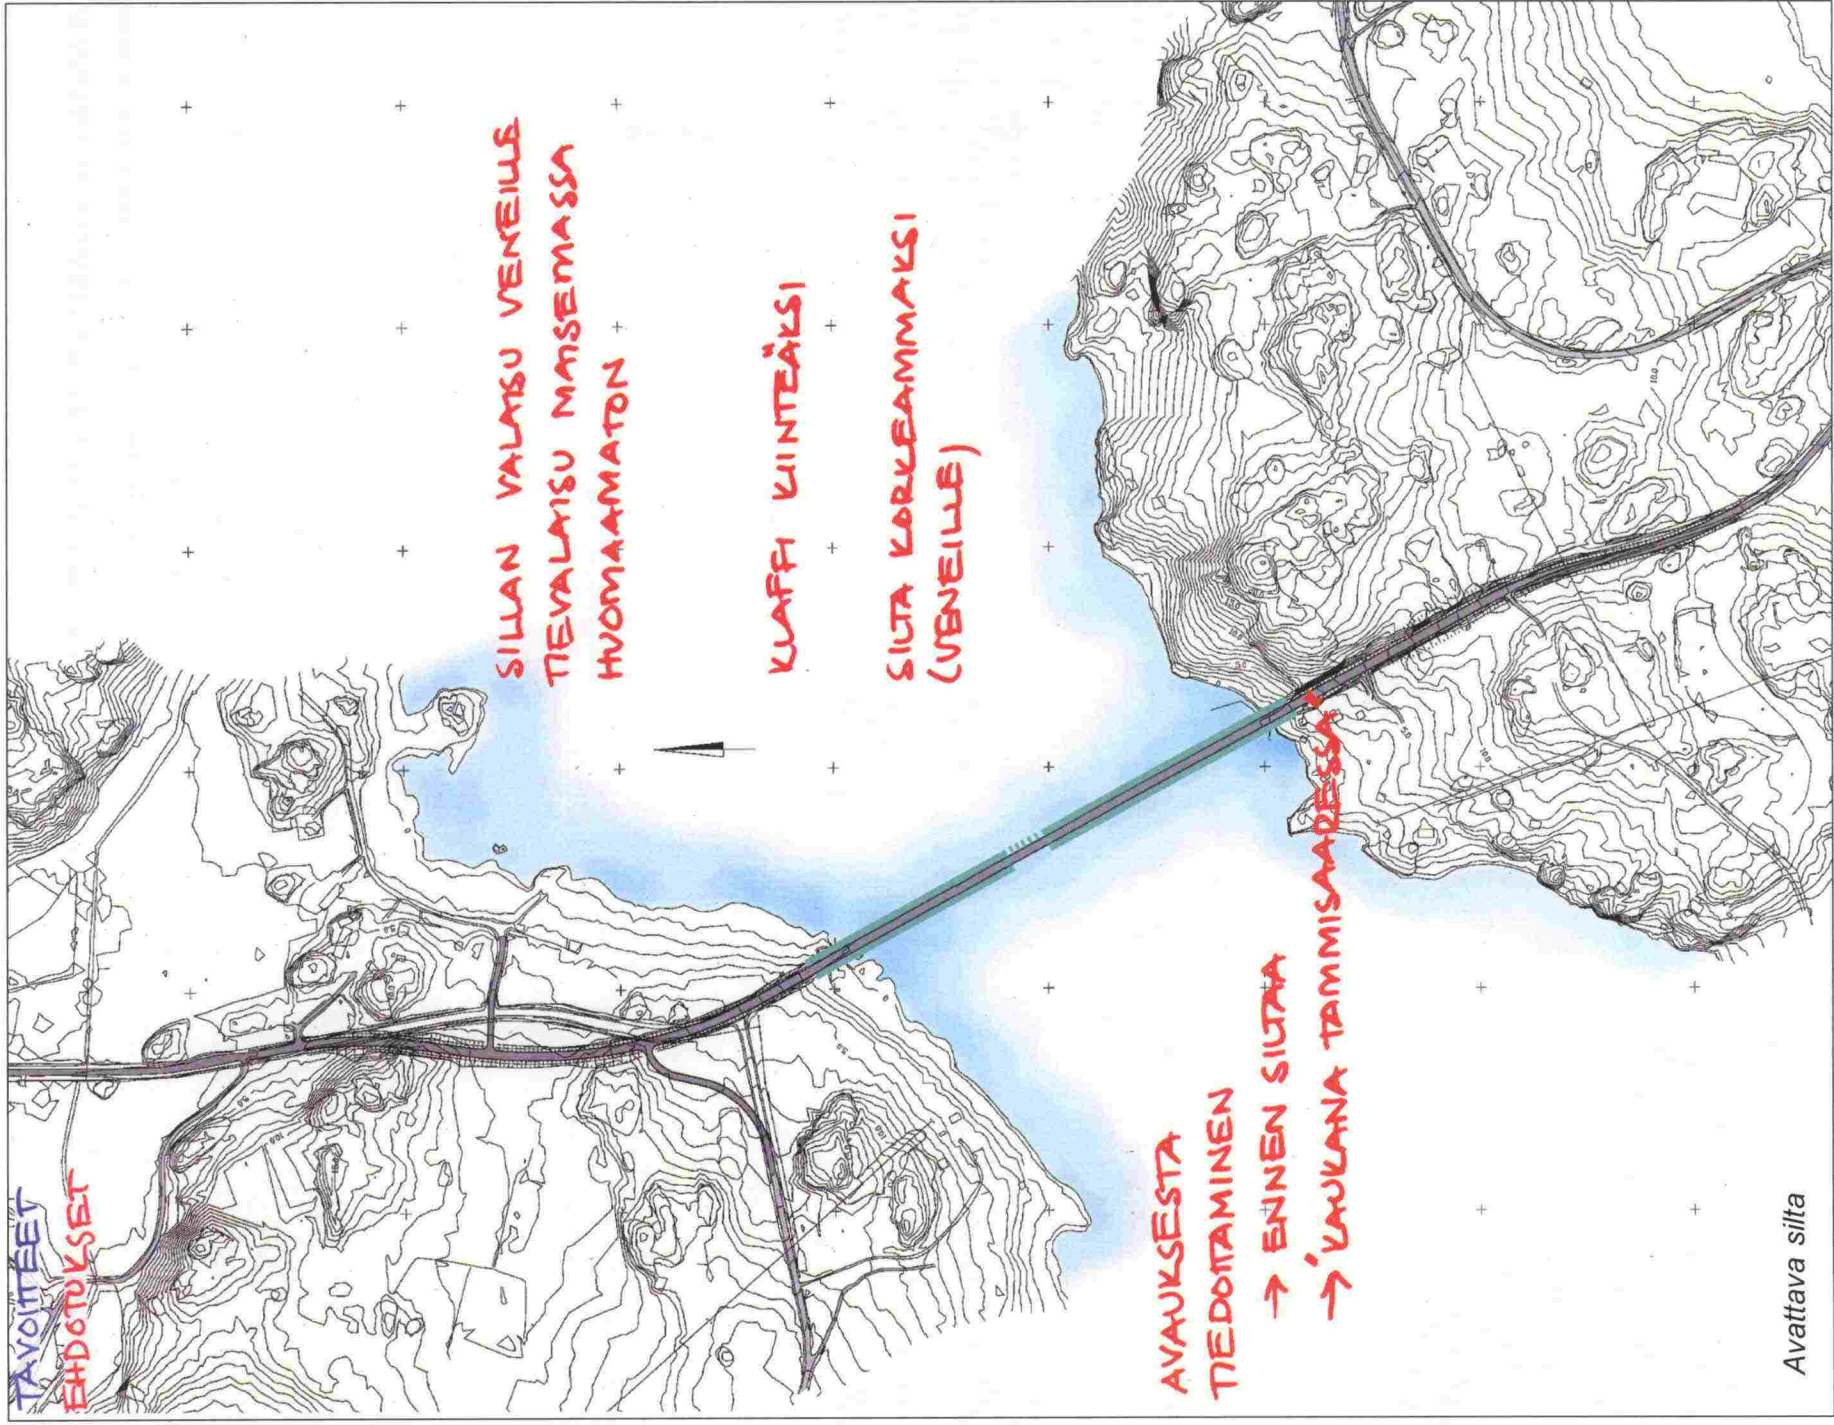 TAVOITTEET
EHDOTUKSET
SILLAN VALAISU VENEILLE
TIEVALAISU MAISEMASSA
HUOMAAMATON
KLAFFI KIINTEÄKSI
SILTA KORKEAMMAKSI
(VENEILLE)
AVAUKSESTA
TIEDOTTAMINEN
→ ENNEN SILTAA
→ KAUKANA TAMMISAARESSA
Avattava silta